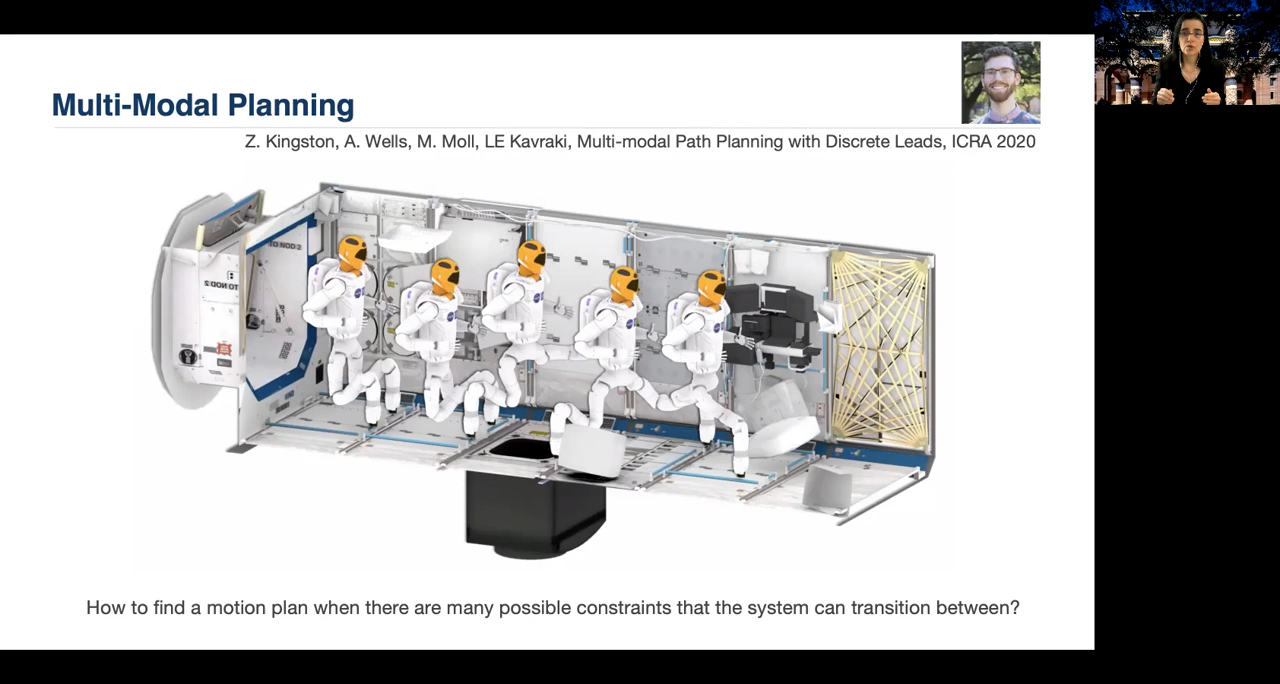 Multi-Modal Planning
Z. Kingston, A. Wells, M. Moll, LE Kavraki, Multi-modal Path Planning with Discrete Leads, ICRA 2020
How to find a motion plan when there are many possible constraints that the system can transition between?